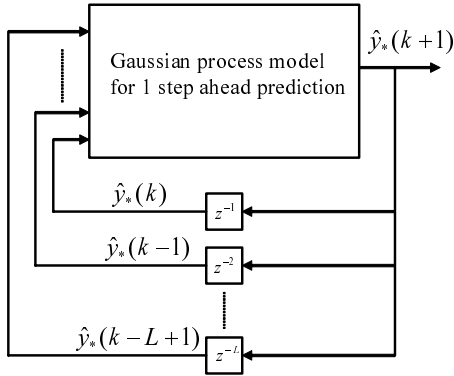 ŷ*(k+1)
Gaussian process model
for 1 step ahead prediction
ŷ*(k)
z⁻¹
ŷ*(k−1)
z⁻²
ŷ*(k−L+1)
z⁻ᴸ